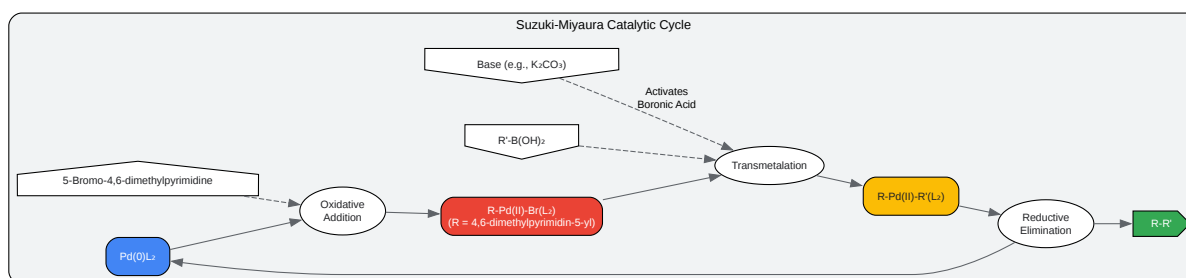 Suzuki-Miyaura Catalytic Cycle
Base (e.g., K₂CO₃)
Activates
Boronic Acid
R'-B(OH)₂
Transmetalation
5-Bromo-4,6-dimethylpyrimidine
Oxidative
Addition
R-Pd(II)-Br(L₂)
(R = 4,6-dimethylpyrimidin-5-yl)
R-Pd(II)-R'(L₂)
Reductive
Elimination
R-R'
Pd(0)L₂